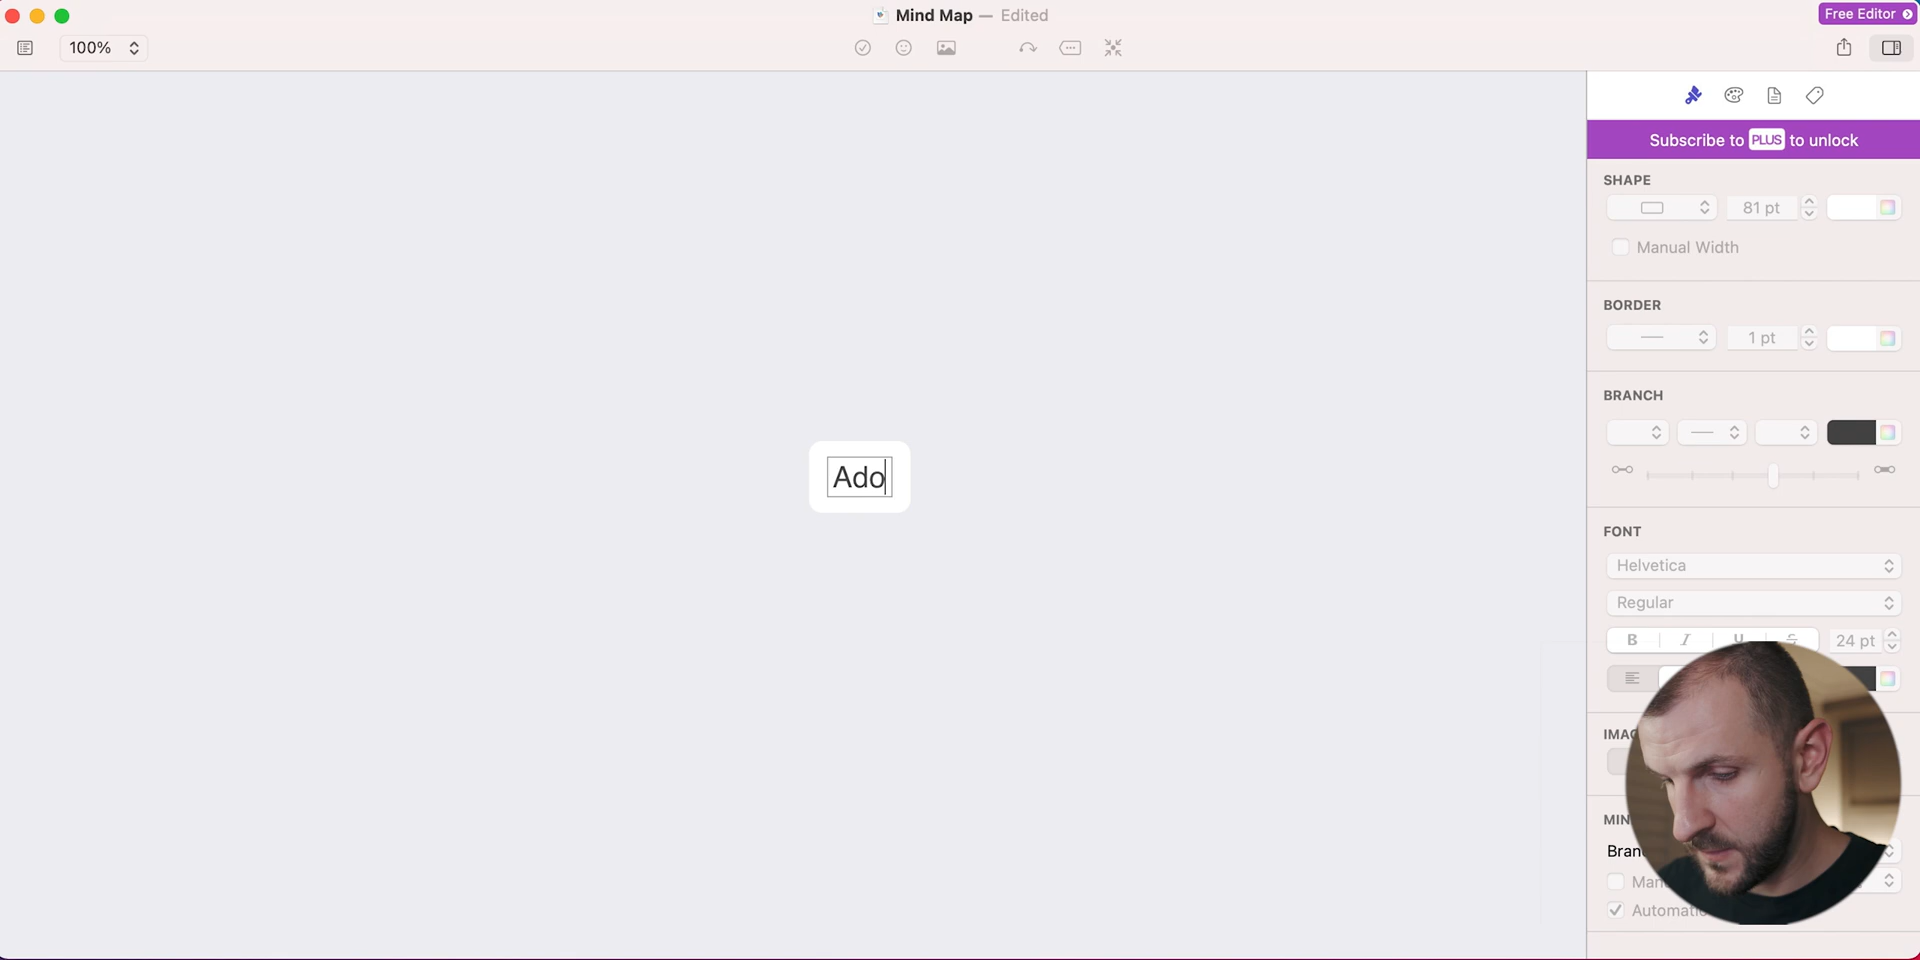 Mind Map — Edited
Free Editor
100%
Subscribe to PLUS to unlock
SHAPE
81 pt
Manual Width
BORDER
1 pt
BRANCH
Ado
FONT
Helvetica
Regular
B I U S 24 pt